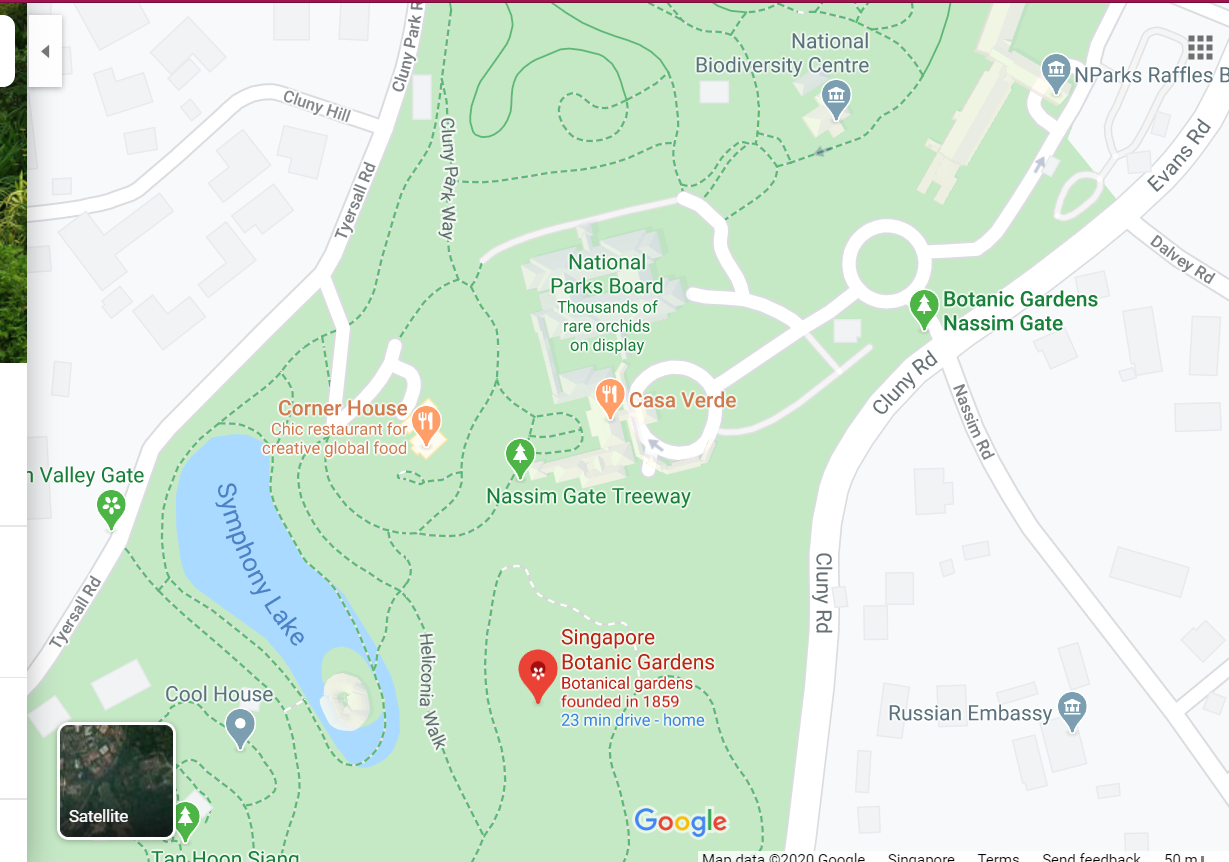 Cluny Park R
National
Biodiversity Centre
NParks Raffles B
Cluny Hill
Cluny Park Way
Evans Rd
Tyersall Rd
Dalvey Rd
National
Parks Board
Thousands of
rare orchids
on display
Botanic Gardens
Nassim Gate
Cluny Rd
Nassim Rd
Casa Verde
Corner House
Chic restaurant for
creative global food
n Valley Gate
Nassim Gate Treeway
Symphony Lake
Cluny Rd
Tyersall Rd
Heliconia Walk
Singapore
Botanic Gardens
Botanical gardens
founded in 1859
23 min drive - home
Cool House
Russian Embassy
Satellite
Google
Tan Hoon Siang
Map data ©2020 Google Singapore Terms Send feedback 50 m